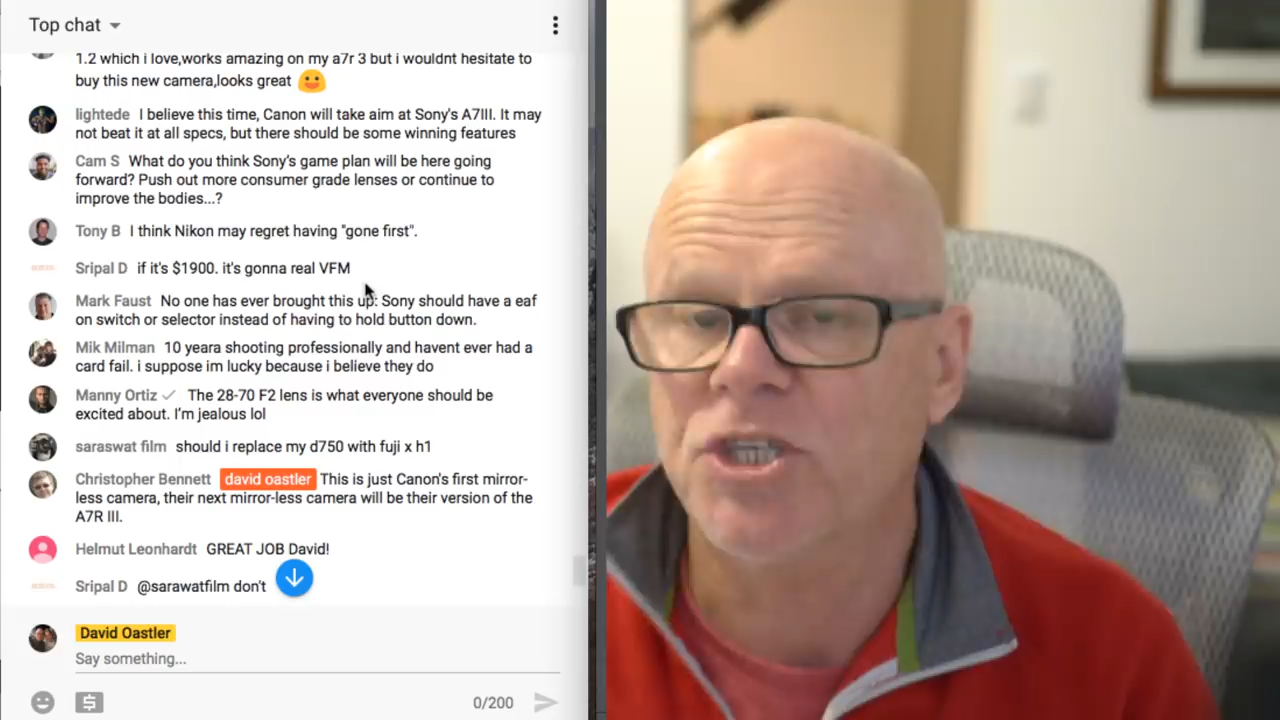 Top chat
1.2 which i love,works amazing on my a7r 3 but i wouldnt hesitate to
buy this new camera,looks great
lightede I believe this time, Canon will take aim at Sony's A7III. It may
not beat it at all specs, but there should be some winning features
Cam S What do you think Sony's game plan will be here going
forward? Push out more consumer grade lenses or continue to
improve the bodies...?
Tony B I think Nikon may regret having "gone first".
Sripal D if it's $1900. it's gonna real VFM
Mark Faust No one has ever brought this up: Sony should have a eaf
on switch or selector instead of having to hold button down.
Mik Milman 10 yeara shooting professionally and havent ever had a
card fail. i suppose im lucky because i believe they do
Manny Ortiz The 28-70 F2 lens is what everyone should be
excited about. I'm jealous lol
saraswat film should i replace my d750 with fuji x h1
Christopher Bennett david oastler This is just Canon's first mirror-
less camera, their next mirror-less camera will be their version of the
A7R III.
Helmut Leonhardt GREAT JOB David!
Sripal D @sarawatfilm don't
David Oastler
Say something...
0/200